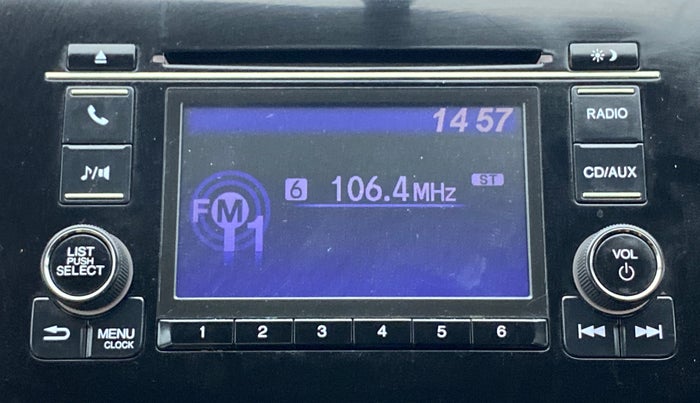 14 57
RADIO
6 106.4 MHz ST
FM1
CD/AUX
LIST
PUSH
SELECT
VOL
MENU
CLOCK
1 2 3 4 5 6